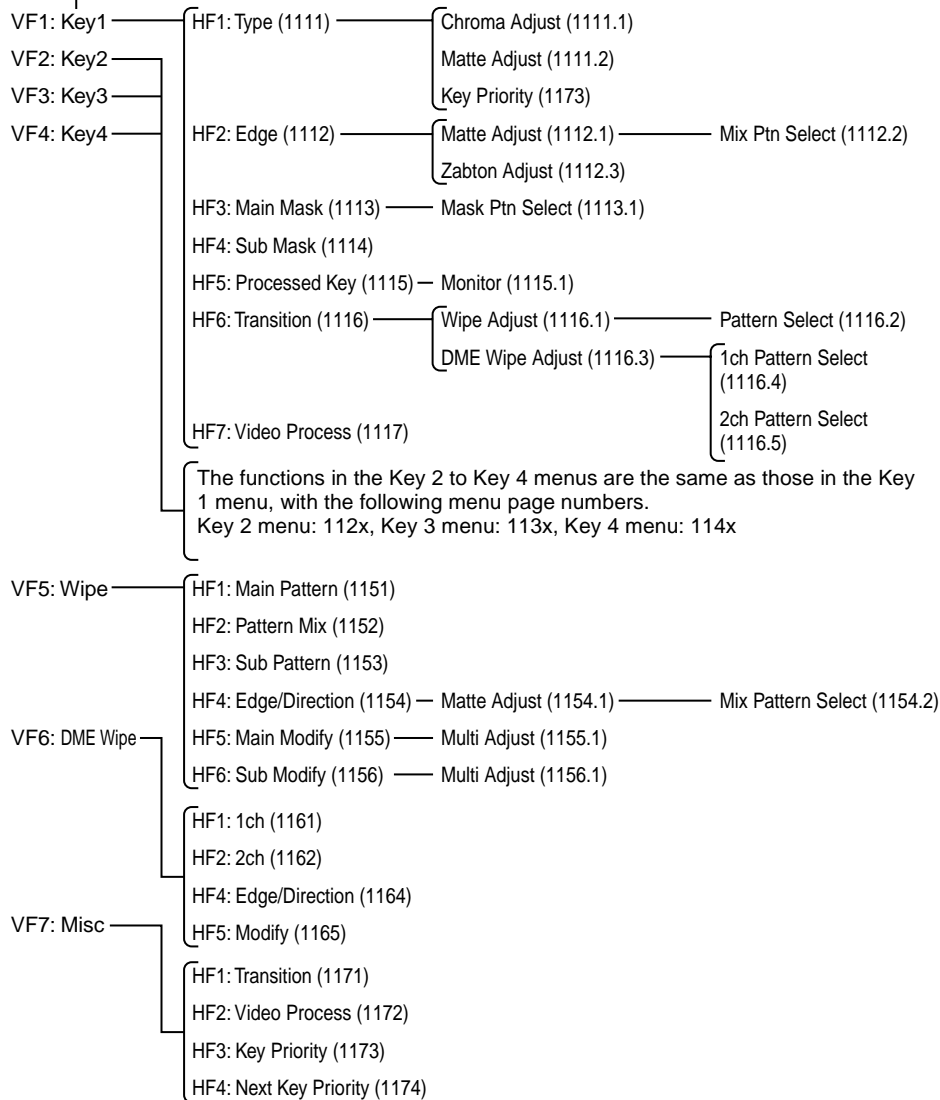 VF1: Key1
HF1: Type (1111)
Chroma Adjust (1111.1)
Matte Adjust (1111.2)
Key Priority (1173)
VF2: Key2
VF3: Key3
VF4: Key4
HF2: Edge (1112)
Matte Adjust (1112.1)
Mix Ptn Select (1112.2)
Zabton Adjust (1112.3)
HF3: Main Mask (1113)
Mask Ptn Select (1113.1)
HF4: Sub Mask (1114)
HF5: Processed Key (1115)
Monitor (1115.1)
HF6: Transition (1116)
Wipe Adjust (1116.1)
Pattern Select (1116.2)
DME Wipe Adjust (1116.3)
1ch Pattern Select
(1116.4)
2ch Pattern Select
(1116.5)
HF7: Video Process (1117)
The functions in the Key 2 to Key 4 menus are the same as those in the Key
1 menu, with the following menu page numbers.
Key 2 menu: 112x, Key 3 menu: 113x, Key 4 menu: 114x
VF5: Wipe
HF1: Main Pattern (1151)
HF2: Pattern Mix (1152)
HF3: Sub Pattern (1153)
HF4: Edge/Direction (1154)
Matte Adjust (1154.1)
Mix Pattern Select (1154.2)
HF5: Main Modify (1155)
Multi Adjust (1155.1)
HF6: Sub Modify (1156)
Multi Adjust (1156.1)
VF6: DME Wipe
HF1: 1ch (1161)
HF2: 2ch (1162)
HF4: Edge/Direction (1164)
HF5: Modify (1165)
VF7: Misc
HF1: Transition (1171)
HF2: Video Process (1172)
HF3: Key Priority (1173)
HF4: Next Key Priority (1174)